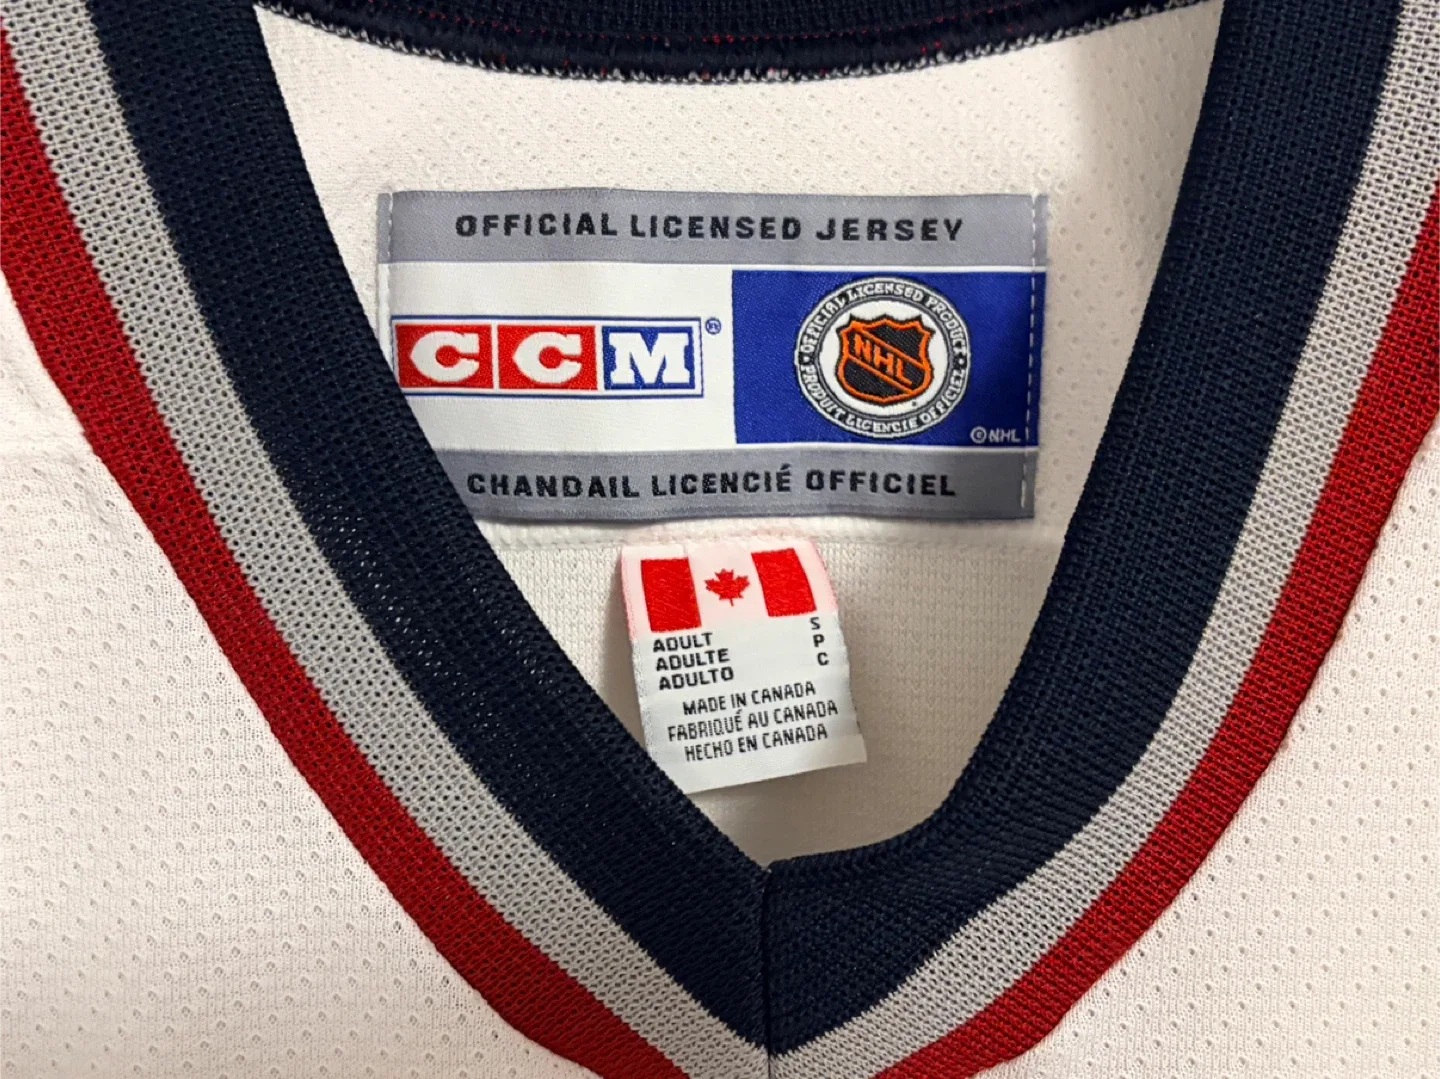 OFFICIAL LICENSED JERSEY
CCM®
OFFICIAL LICENSED PRODUCT
NHL
PRODUIT LICENCIE OFFICIEL
©NHL
CHANDAIL LICENCIÉ OFFICIEL
ADULT S
ADULTE P
ADULTO C
MADE IN CANADA
FABRIQUÉ AU CANADA
HECHO EN CANADA